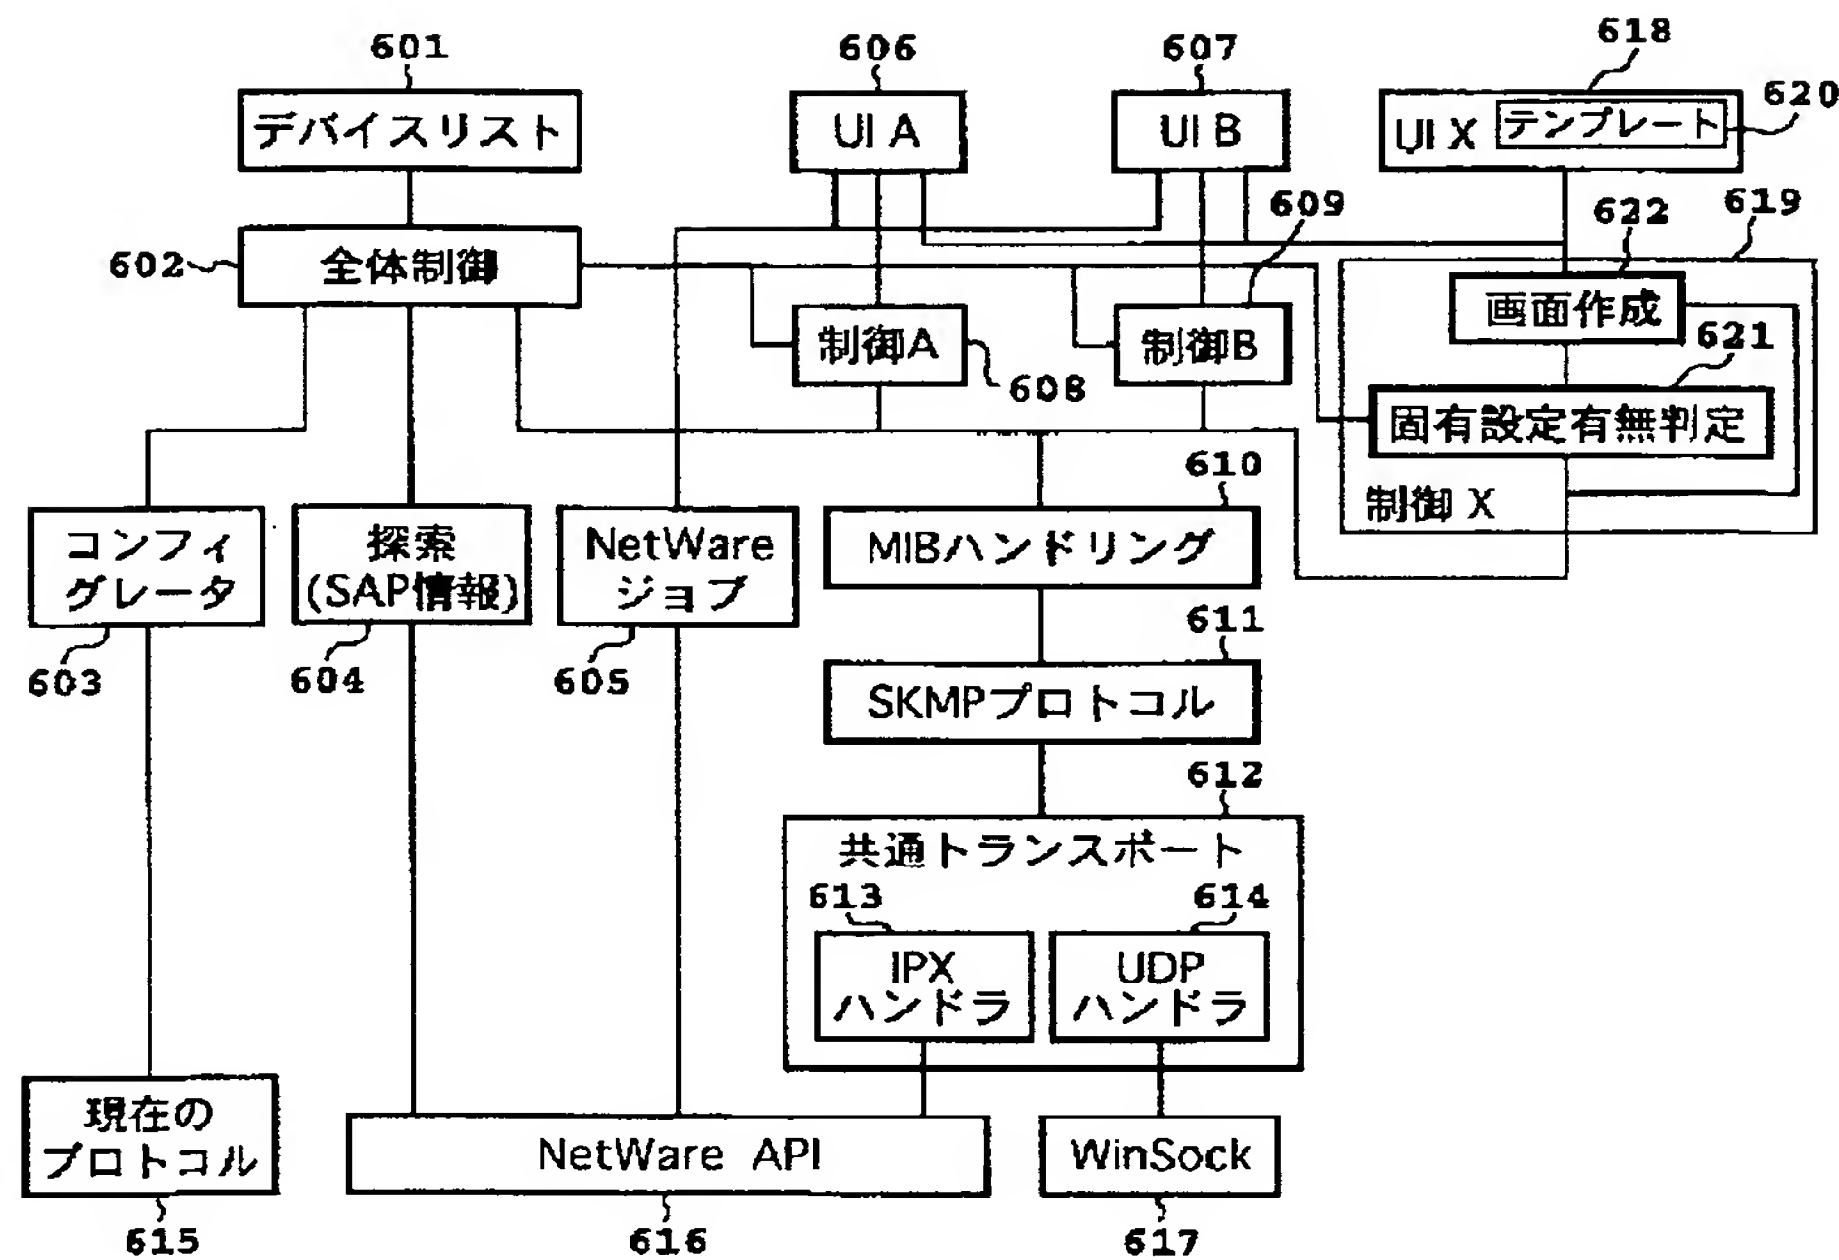 601
606
607
618
620
デバイスリスト
UI A
UI B
UI X
テンプレート
609
622
619
602
全体制御
画面作成
制御A
制御B
621
608
固有設定有無判定
610
制御 X
コンフィ
グレータ
探索
(SAP情報)
NetWare
ジョブ
MIBハンドリング
603
604
605
611
SKMPプロトコル
612
共通トランスポート
613
614
IPX
ハンドラ
UDP
ハンドラ
現在の
プロトコル
NetWare API
WinSock
615
616
617